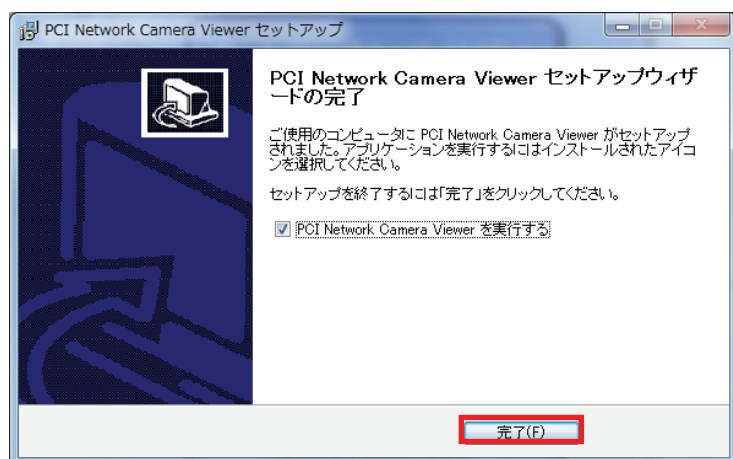 PCI Network Camera Viewer セットアップ
PCI Network Camera Viewer セットアップウィザ
ードの完了
ご使用のコンピュータに PCI Network Camera Viewer がセットアップ
されました。アプリケーションを実行するにはインストールされたアイコ
ンを選択してください。
セットアップを終了するには「完了」をクリックしてください。
PCI Network Camera Viewer を実行する
完了(F)